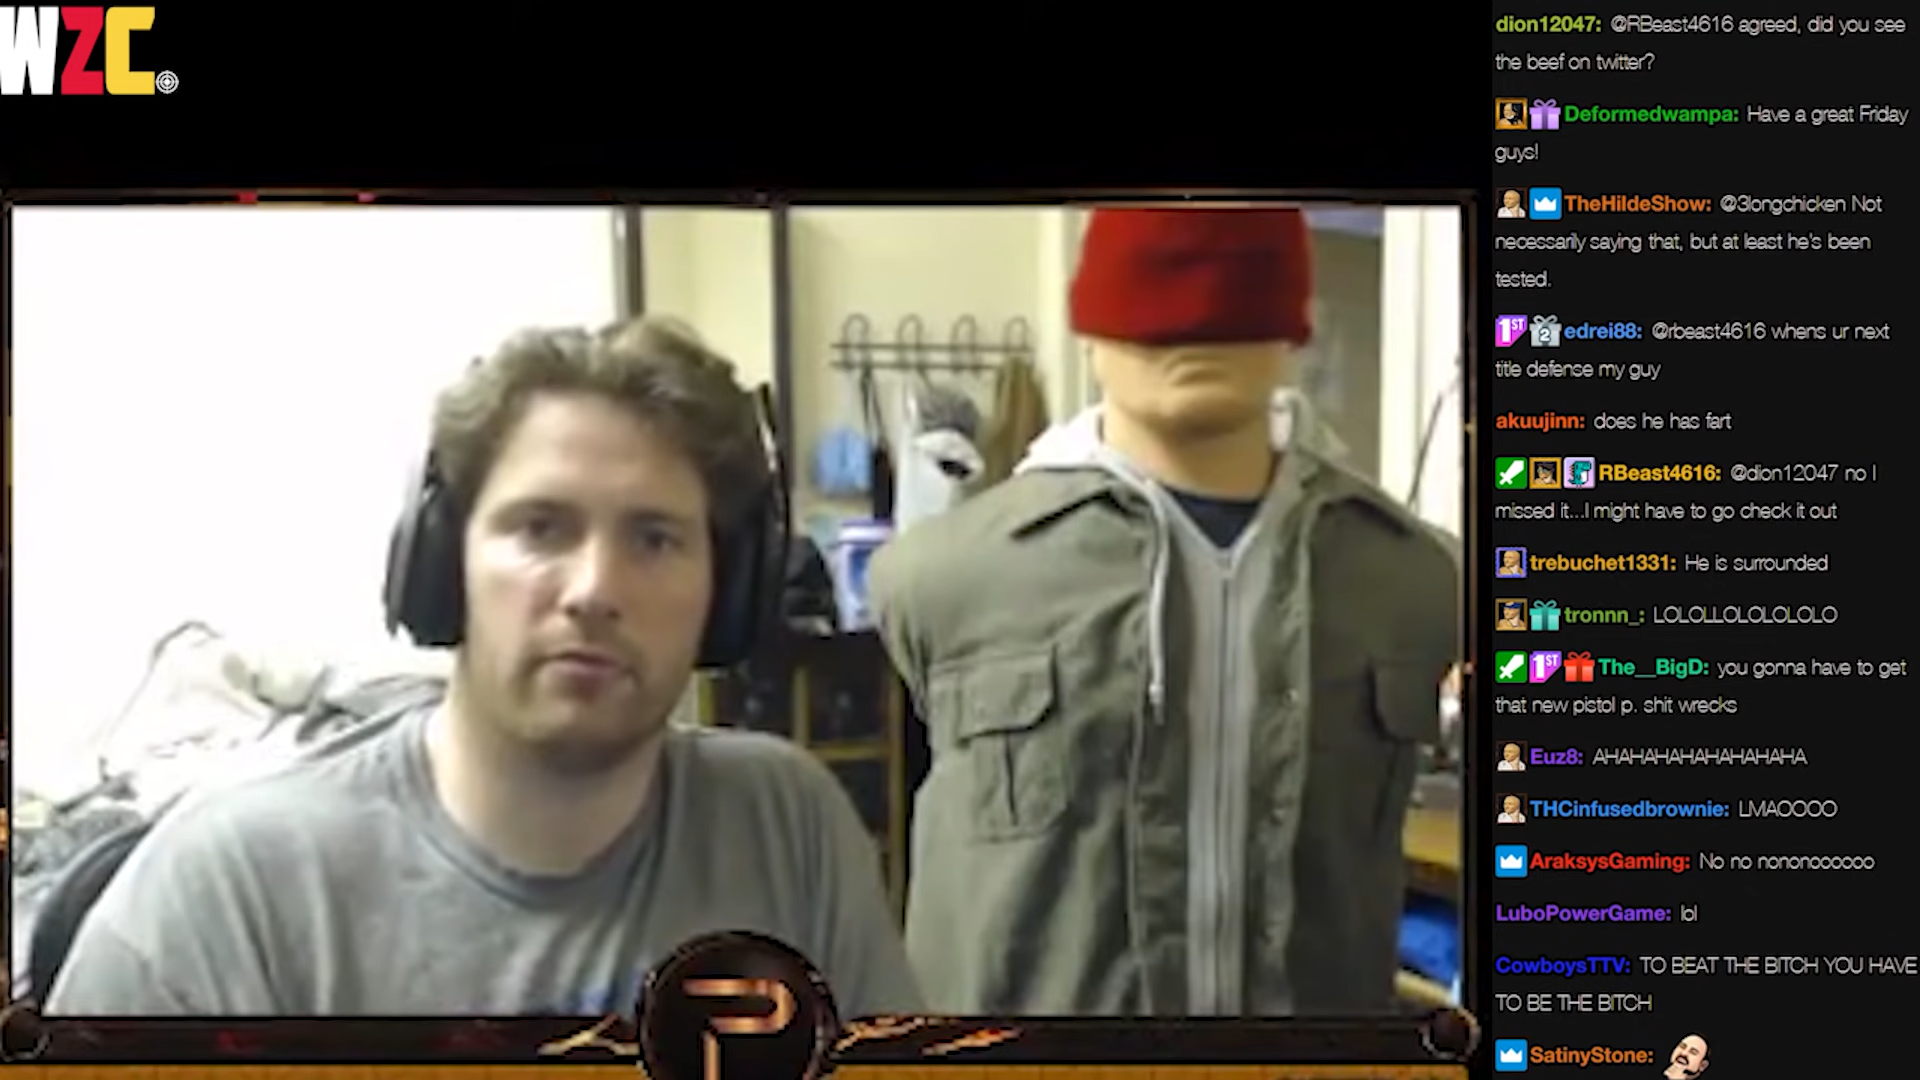 WZC
dion12047: @RBeast4616 agreed, did you see
the beef on twitter?
Deformedwampa: Have a great Friday
guys!
TheHildeShow: @3longchicken Not
necessarily saying that, but at least he's been
tested.
1ST 2 edrei88: @rbeast4616 whens ur next
title defense my guy
akuujinn: does he has fart
RBeast4616: @dion12047 no I
missed it...I might have to go check it out
trebuchet1331: He is surrounded
tronnn_: LOLOLLOLOLOLOLO
1ST The__BigD: you gonna have to get
that new pistol p. shit wrecks
Euz8: AHAHAHAHAHAHAHAHA
THCinfusedbrownie: LMAOOOO
AraksysGaming: No no nononoooooo
LuboPowerGame: lol
CowboysTTV: TO BEAT THE BITCH YOU HAVE
TO BE THE BITCH
SatinyStone:
P